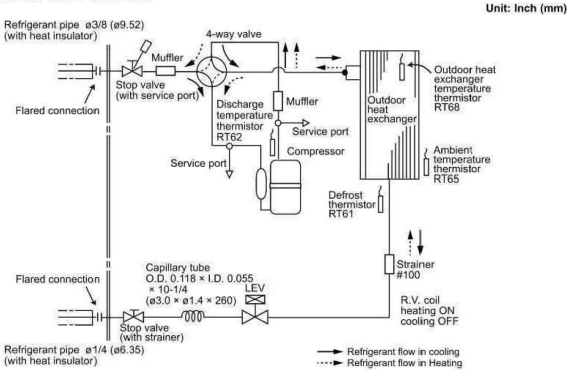 Unit: Inch (mm)
Refrigerant pipe ø3/8 (ø9.52)
(with heat insulator)
4-way valve
Muffler
Stop valve
(with service port)
Flared connection
Discharge
temperature
thermistor
RT62
Muffler
Service port
Compressor
Service port
Outdoor
heat
exchanger
Outdoor heat
exchanger
temperature
thermistor
RT68
Ambient
temperature
thermistor
RT65
Defrost
thermistor
RT61
Strainer
#100
Capillary tube
O.D. 0.118 × I.D. 0.055
× 10-1/4
(ø3.0 × ø1.4 × 260)
LEV
Flared connection
Stop valve
(with strainer)
R.V. coil
heating ON
cooling OFF
Refrigerant pipe ø1/4 (ø6.35)
(with heat insulator)
Refrigerant flow in cooling
Refrigerant flow in Heating